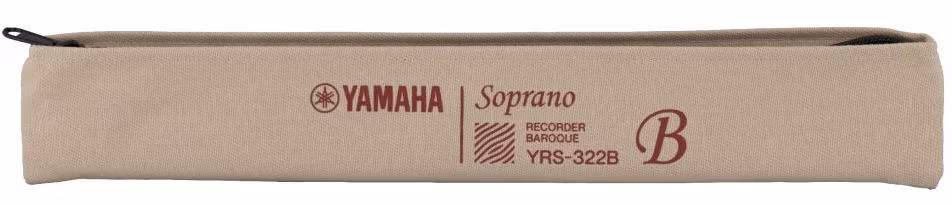 YAMAHA
Soprano
RECORDER
BAROQUE
YRS-322B
B